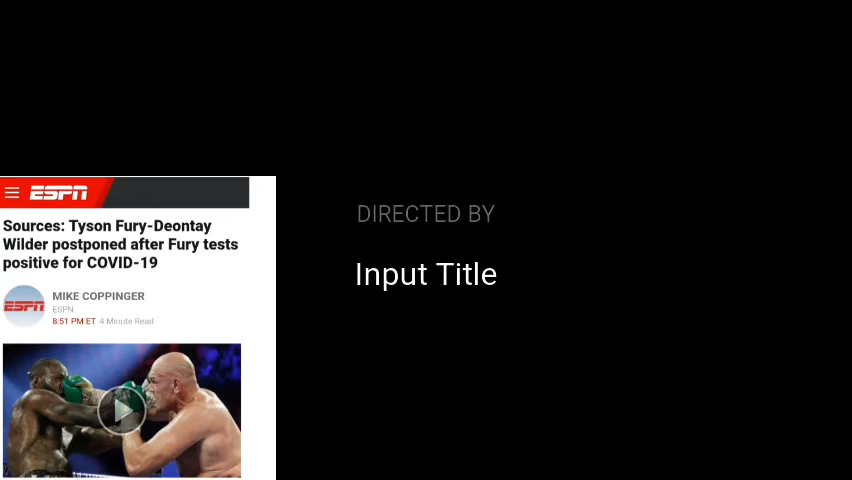 ESPN
Sources: Tyson Fury-Deontay
Wilder postponed after Fury tests
positive for COVID-19
MIKE COPPINGER
ESPN
ESPN
8:51 PM ET 4 Minute Read
DIRECTED BY
Input Title